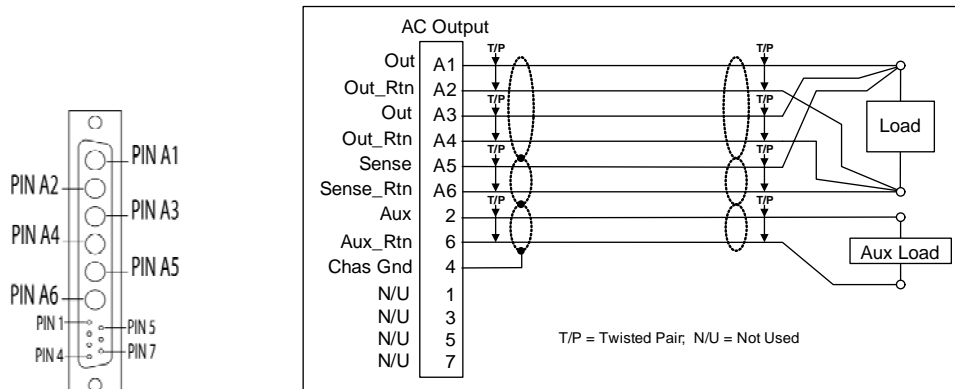 PIN A1
PIN A2
PIN A3
PIN A4
PIN A5
PIN A6
PIN 1
PIN 5
PIN 4
PIN 7
AC Output
T/P T/P
Out A1
Out_Rtn A2
T/P T/P
Out A3
Out_Rtn A4
Load
T/P T/P
Sense A5
Sense_Rtn A6
T/P T/P
Aux 2
Aux_Rtn 6
Aux Load
Chas Gnd 4
N/U 1
N/U 3
N/U 5
N/U 7
T/P = Twisted Pair; N/U = Not Used